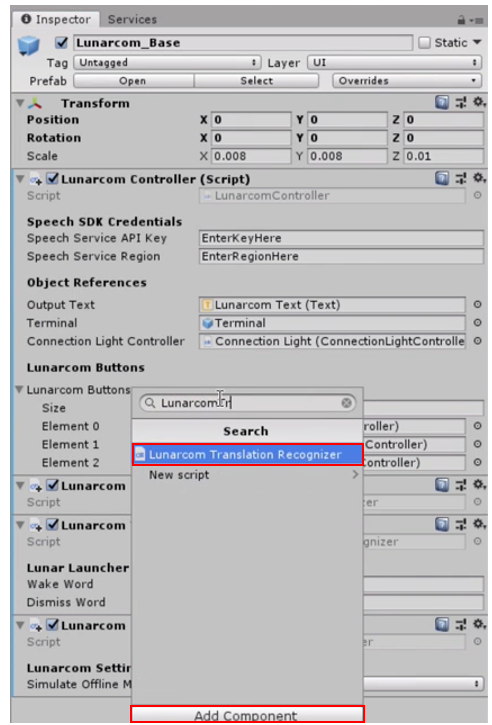 Inspector Services
Lunarcom_Base Static
Tag Untagged Layer UI
Prefab Open Select Overrides
Transform
Position X 0 Y 0 Z 0
Rotation X 0 Y 0 Z 0
Scale X 0.008 Y 0.008 Z 0.01
Lunarcom Controller (Script)
Script LunarcomController
Speech SDK Credentials
Speech Service API Key EnterKeyHere
Speech Service Region EnterRegionHere
Object References
Output Text Lunarcom Text (Text)
Terminal Terminal
Connection Light Controller Connection Light (ConnectionLightControlle
Lunarcom Buttons
Lunarcom Buttons
Size
Element 0 roller)
Element 1 Controller)
Element 2 Controller)
Lunarcom Tr
Search
Lunarcom Translation Recognizer
New script
Lunarcom
Script zer
Lunarcom
Script gnizer
Lunar Launcher
Wake Word
Dismiss Word
Lunarcom
Script er
Lunarcom Settin
Simulate Offline M
Add Component